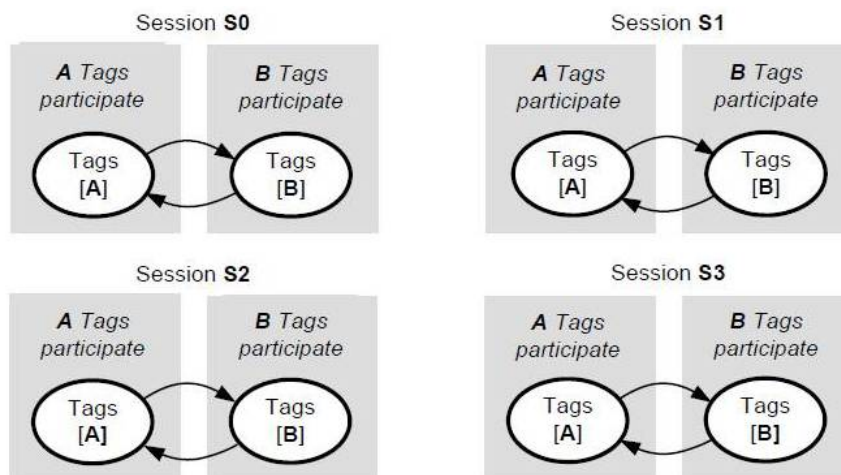 Session S0
A Tags
participate
B Tags
participate
Tags
[A]
Tags
[B]
Session S1
A Tags
participate
B Tags
participate
Tags
[A]
Tags
[B]
Session S2
A Tags
participate
B Tags
participate
Tags
[A]
Tags
[B]
Session S3
A Tags
participate
B Tags
participate
Tags
[A]
Tags
[B]